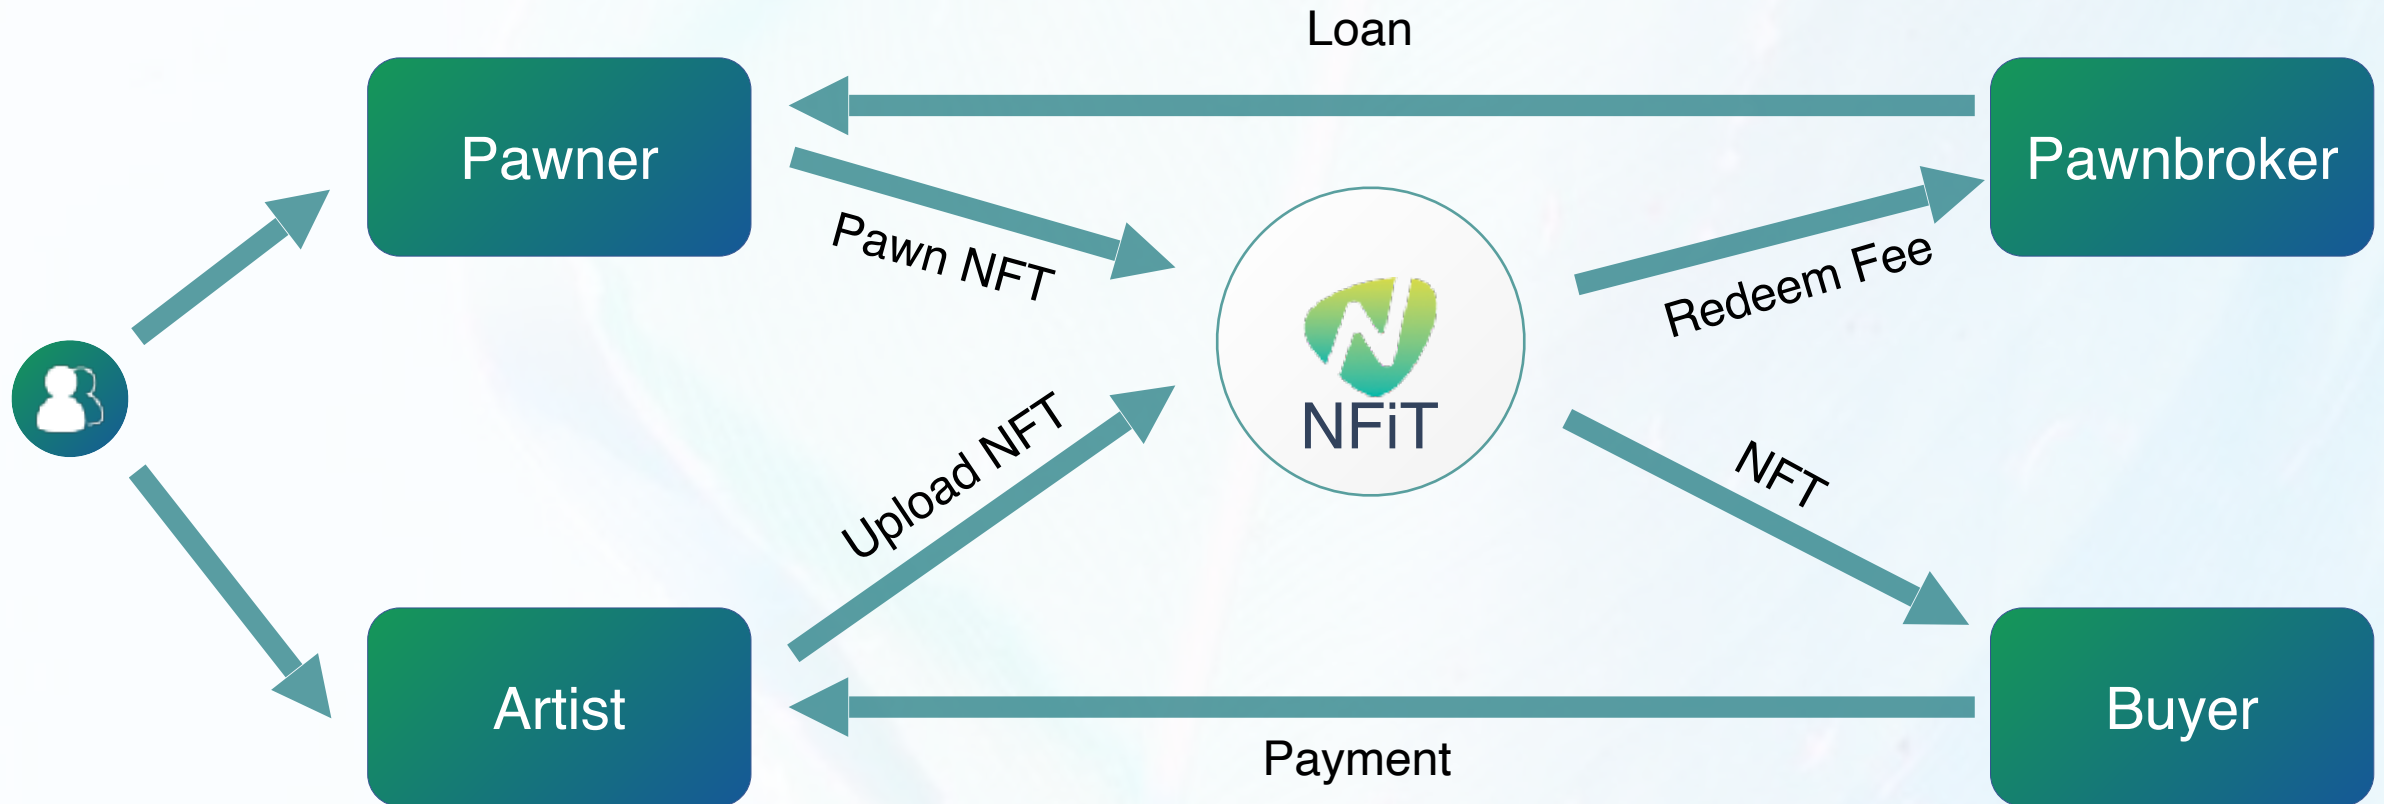 Loan
Pawner
Pawnbroker
Pawn NFT
Redeem Fee
NFiT
Upload NFT
NFT
Artist
Buyer
Payment